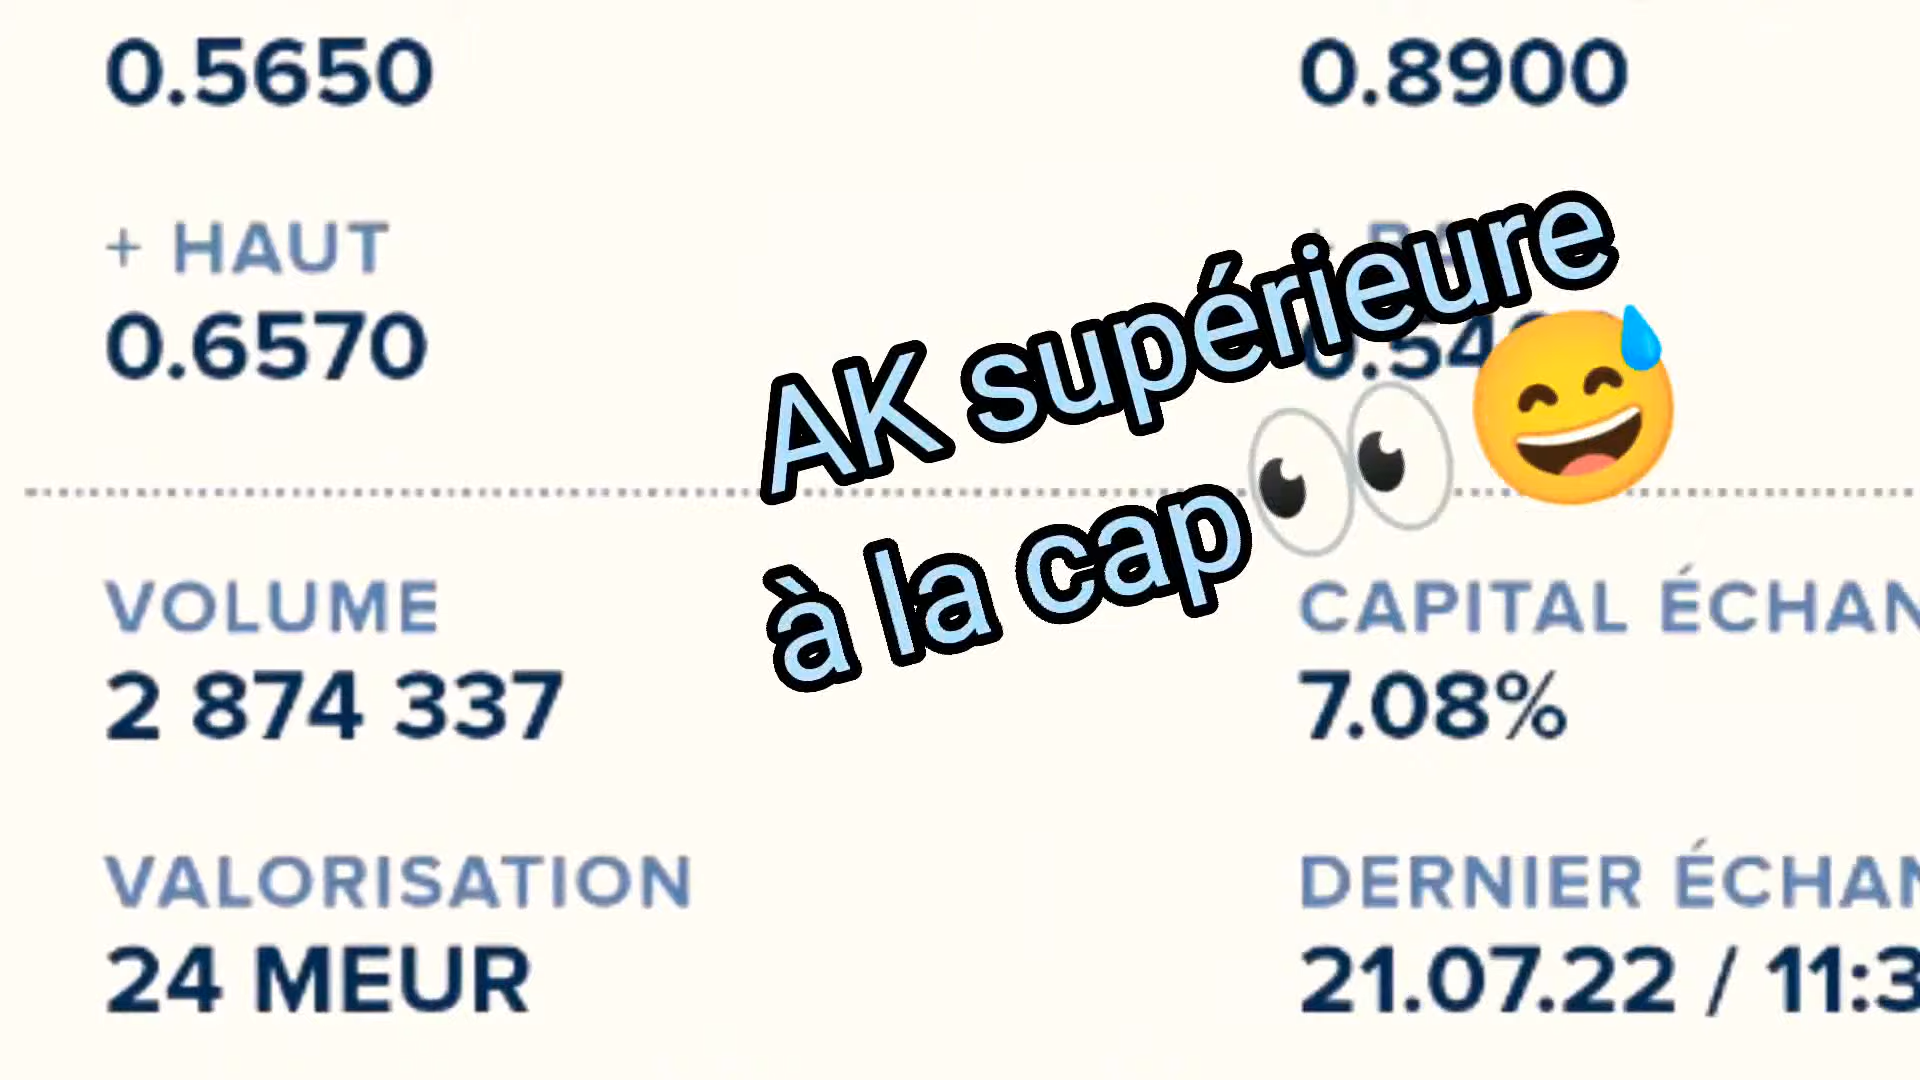 0.5650
0.8900
+ HAUT
0.6570
AK supérieure
à la cap
VOLUME
2 874 337
CAPITAL ÉCHAN
7.08%
VALORISATION
24 MEUR
DERNIER ÉCHAN
21.07.22 / 11:3